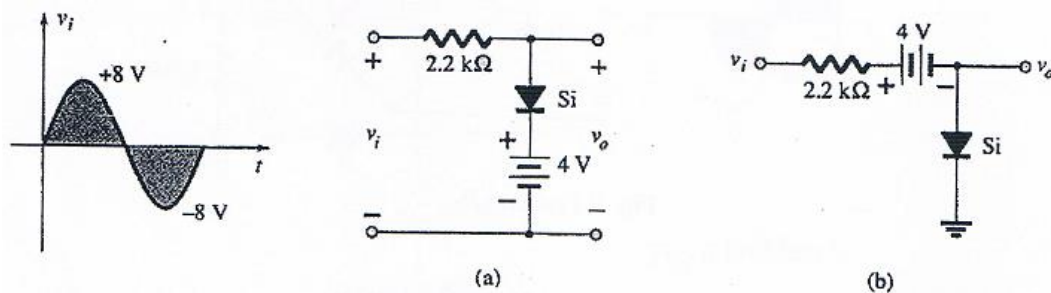 v_i
+8 V
t
−8 V
+ 2.2 kΩ +
Si
+
v_i v_o
4 V
−
− −
(a)
4 V
v_i v_o
2.2 kΩ + −
Si
(b)